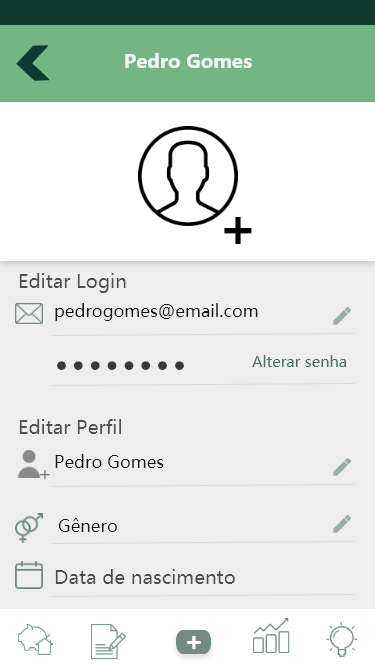 Pedro Gomes
Editar Login
pedrogomes@email.com
Alterar senha
Editar Perfil
Pedro Gomes
Gênero
Data de nascimento